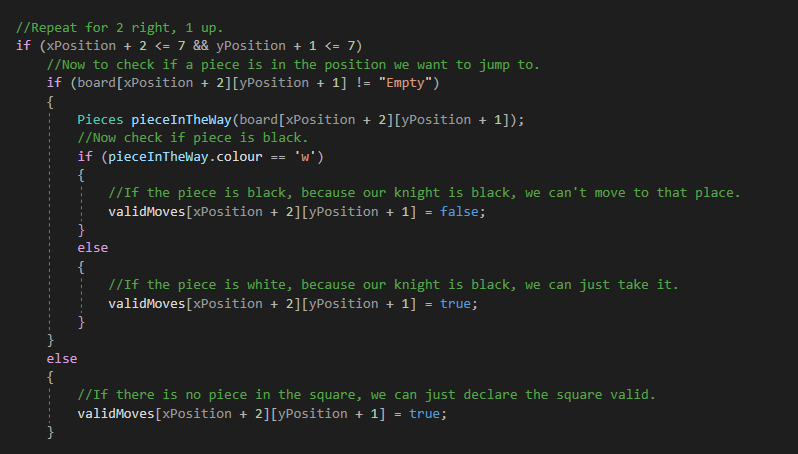 //Repeat for 2 right, 1 up.
if (xPosition + 2 <= 7 && yPosition + 1 <= 7)
    //Now to check if a piece is in the position we want to jump to.
    if (board[xPosition + 2][yPosition + 1] != "Empty")
    {
        Pieces pieceInTheWay(board[xPosition + 2][yPosition + 1]);
        //Now check if piece is black.
        if (pieceInTheWay.colour == 'w')
        {
            //If the piece is black, because our knight is black, we can't move to that place.
            validMoves[xPosition + 2][yPosition + 1] = false;
        }
        else
        {
            //If the piece is white, because our knight is black, we can just take it.
            validMoves[xPosition + 2][yPosition + 1] = true;
        }
    }
    else
    {
        //If there is no piece in the square, we can just declare the square valid.
        validMoves[xPosition + 2][yPosition + 1] = true;
    }